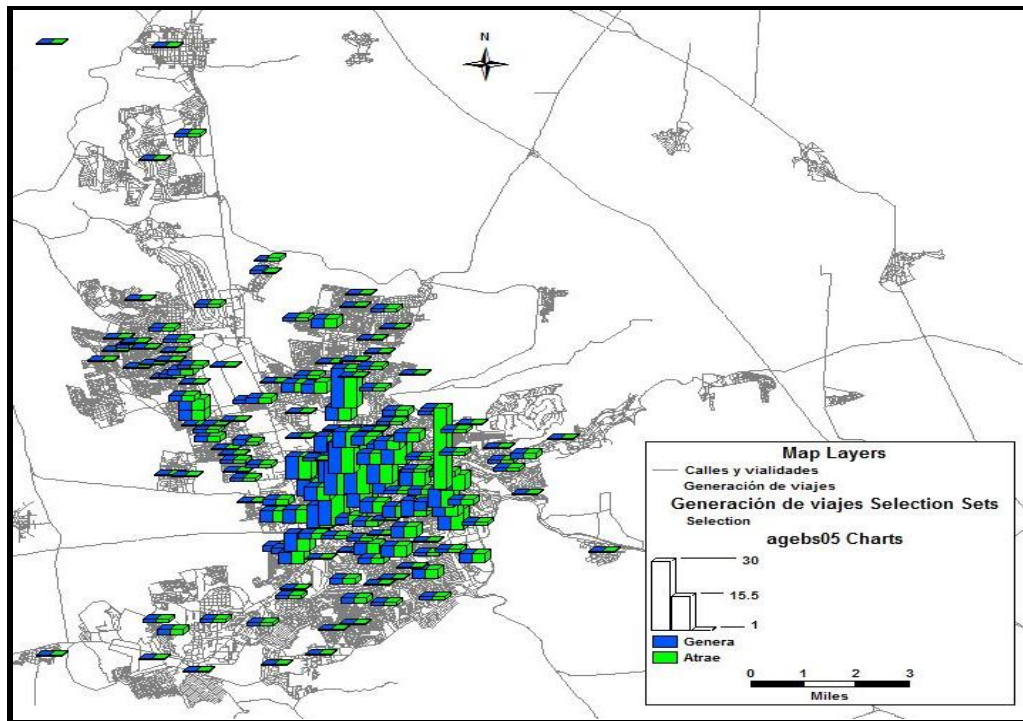 N
Map Layers
Calles y vialidades
Generación de viajes
Generación de viajes Selection Sets
Selection
agebs05 Charts
30
15.5
1
Genera
Atrae
0 1 2 3
Miles